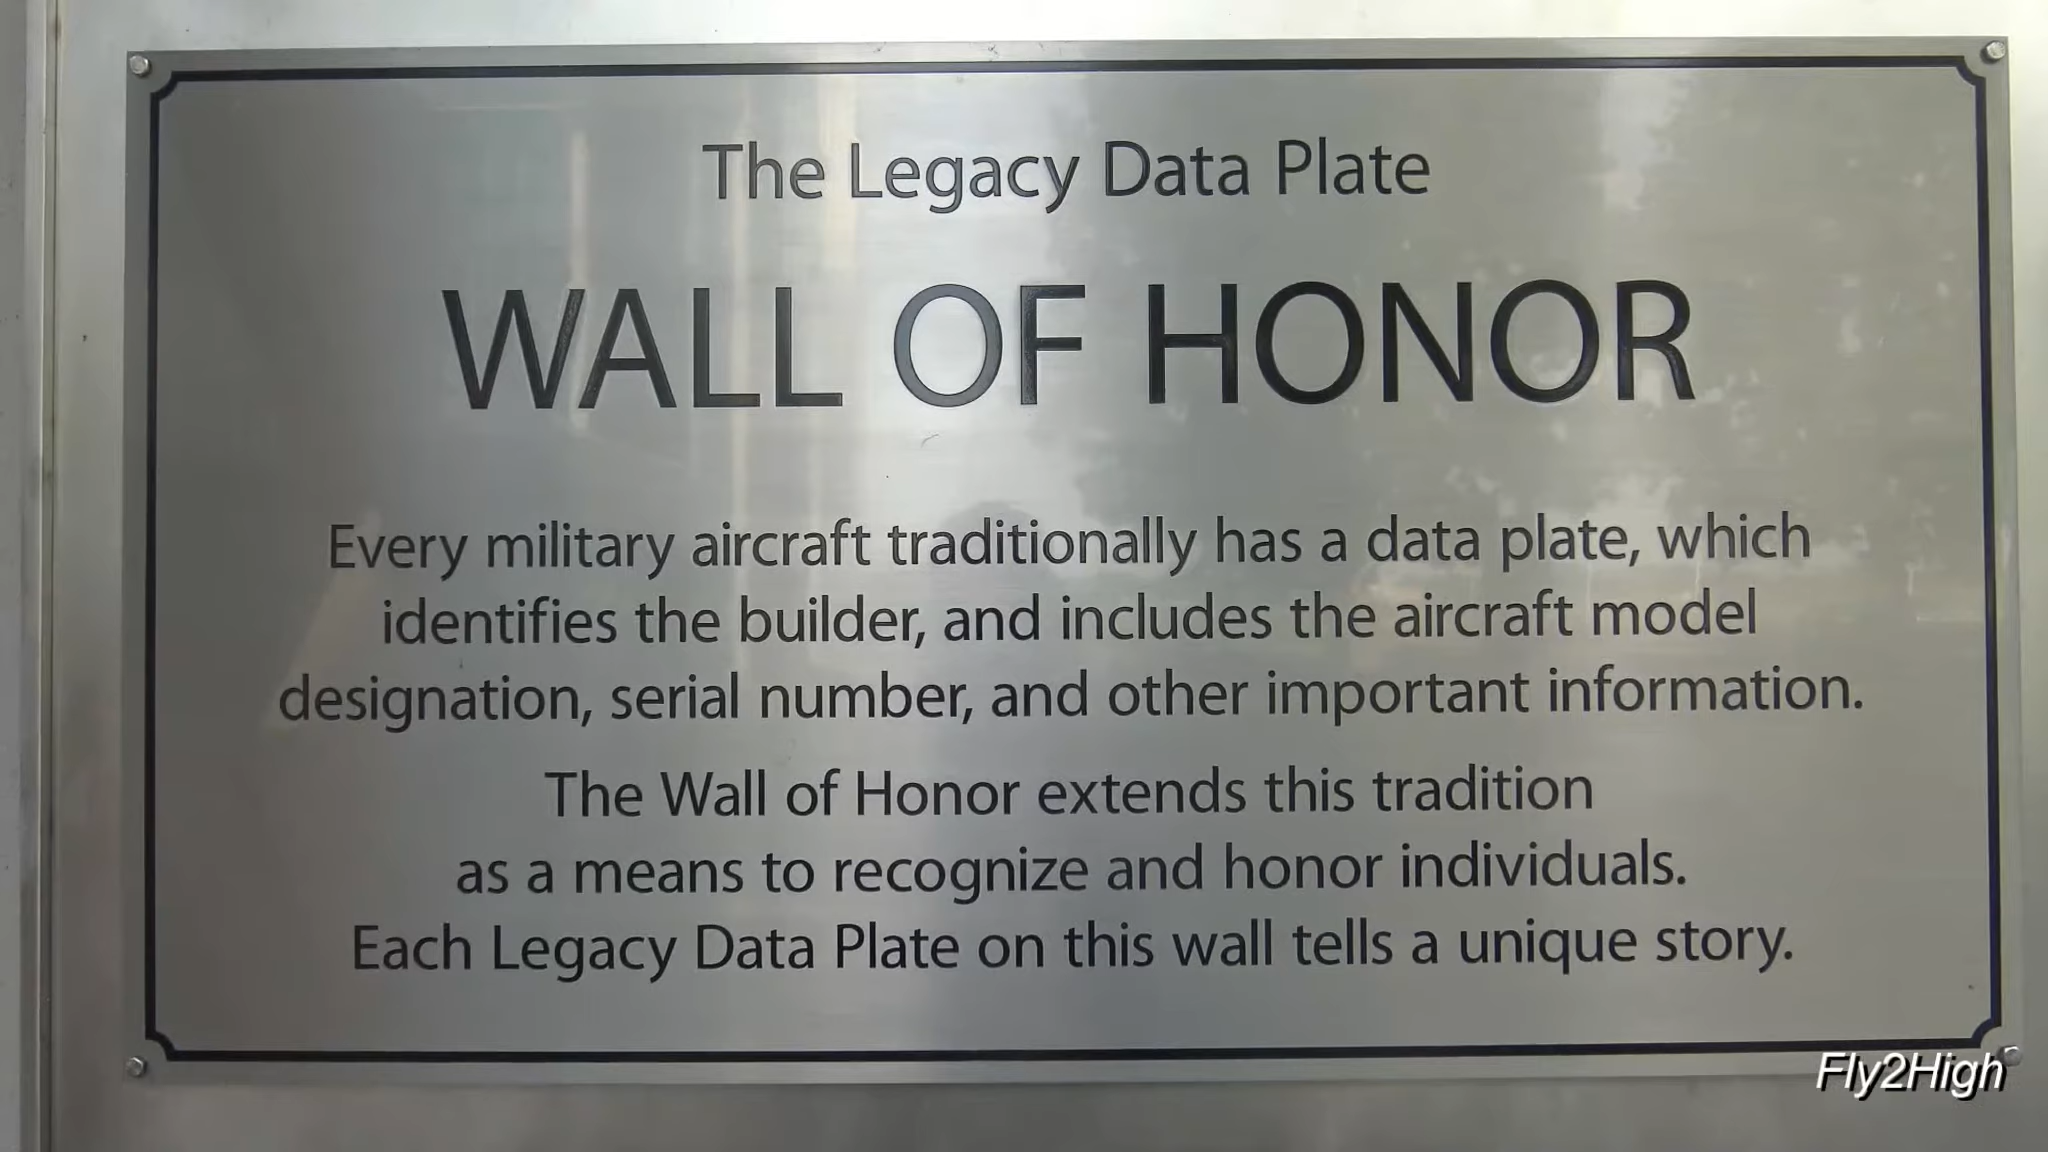 The Legacy Data Plate
WALL OF HONOR
Every military aircraft traditionally has a data plate, which
identifies the builder, and includes the aircraft model
designation, serial number, and other important information.
The Wall of Honor extends this tradition
as a means to recognize and honor individuals.
Each Legacy Data Plate on this wall tells a unique story.
Fly2High